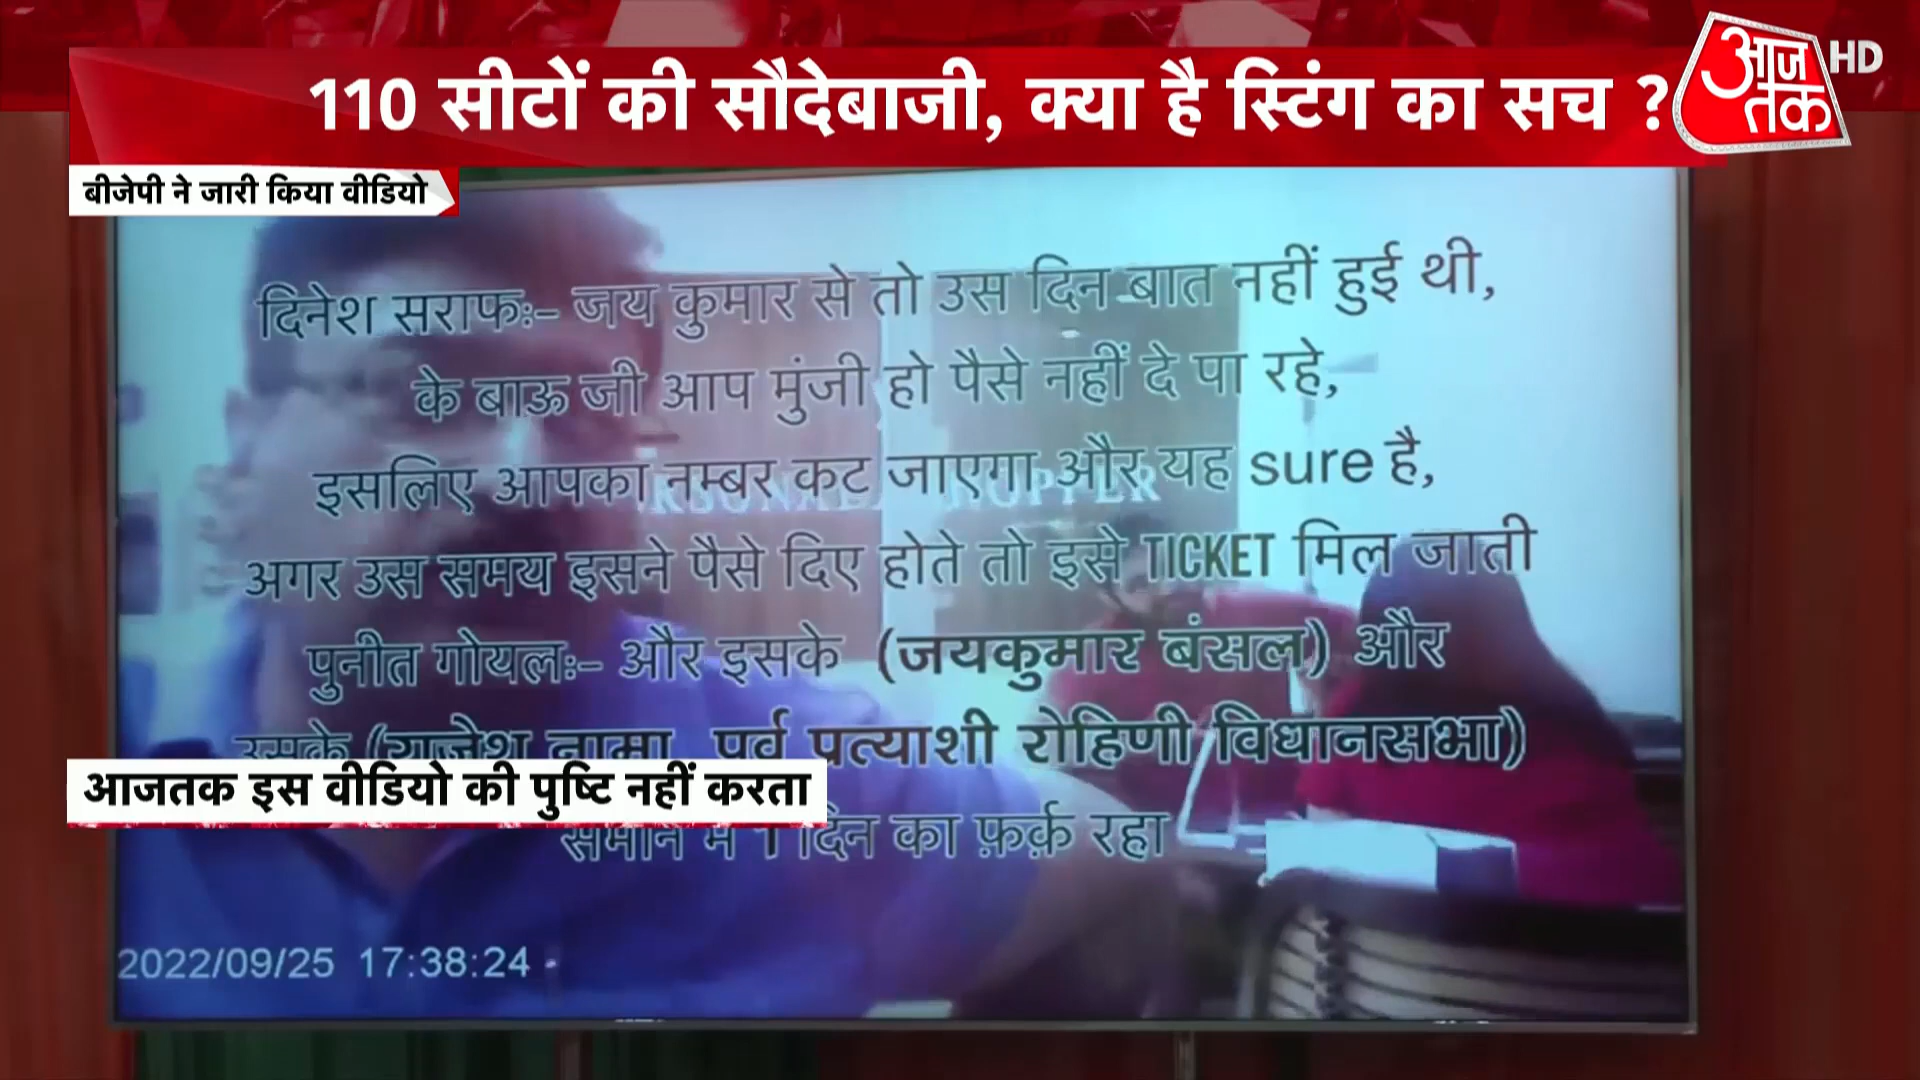 110 सीटों की सौदेबाजी, क्या है स्टिंग का सच ?
आज तक HD
बीजेपी ने जारी किया वीडियो
दिनेश सराफः– जय कुमार से तो उस दिन बात नहीं हुई थी,
के बाऊ जी आप मुंजी हो पैसे नहीं दे पा रहे,
इसलिए आपका नम्बर कट जाएगा और यह sure है,
अगर उस समय इसने पैसे दिए होते तो इसे TICKET मिल जाती
पुनीत गोयलः– और इसके (जयकुमार बंसल) और
उसके (राजेश नामा, पूर्व प्रत्याशी रोहिणी विधानसभा)
आजतक इस वीडियो की पुष्टि नहीं करता
में 1 दिन का फ़र्क़ रहा
2022/09/25 17:38:24